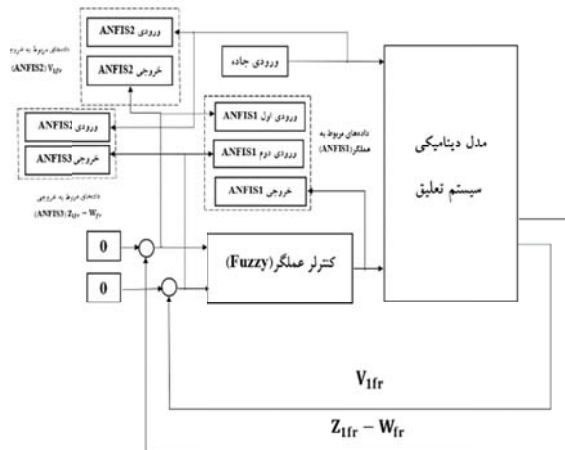 ورودی ANFIS2
داده‌های مربوط به خروجی
(ANFIS2) V1fr
خروجی ANFIS2
ورودی جاده
ورودی ANFIS2
خروجی ANFIS3
ورودی اول ANFIS1
ورودی دوم ANFIS1
خروجی ANFIS1
داده‌های مربوط به
عملگر(ANFIS1)
مدل دینامیکی
سیستم تعلیق
داده‌های مربوط به خروجی
(ANFIS3) Z1fr − Wfr
0
0
کنترلر عملگر(Fuzzy)
V1fr
Z1fr − Wfr